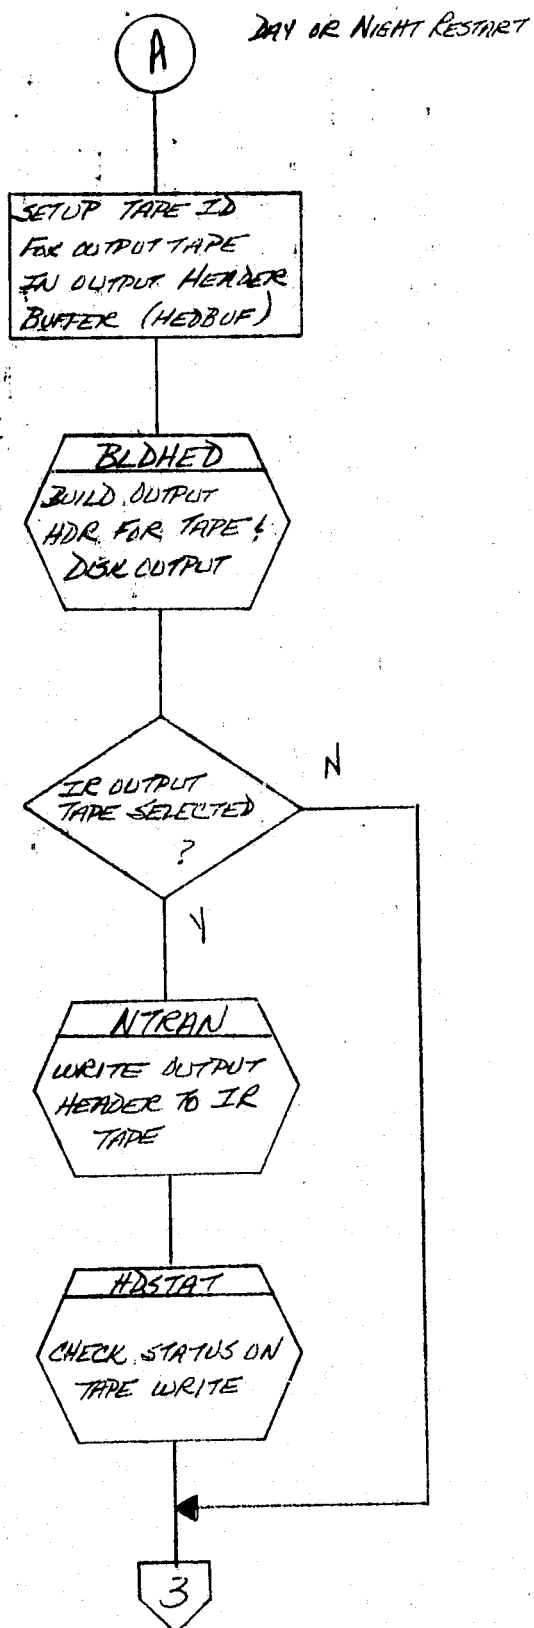 A
DAY OR NIGHT RESTART
SETUP TAPE ID
FOR OUTPUT TAPE
IN OUTPUT HEADER
BUFFER (HEDBUF)
BLDHED
BUILD OUTPUT
HDR FOR TAPE &
DISK OUTPUT
IR OUTPUT
TAPE SELECTED
?
N
Y
NTRAN
WRITE OUTPUT
HEADER TO IR
TAPE
HDSTAT
CHECK STATUS ON
TAPE WRITE
3